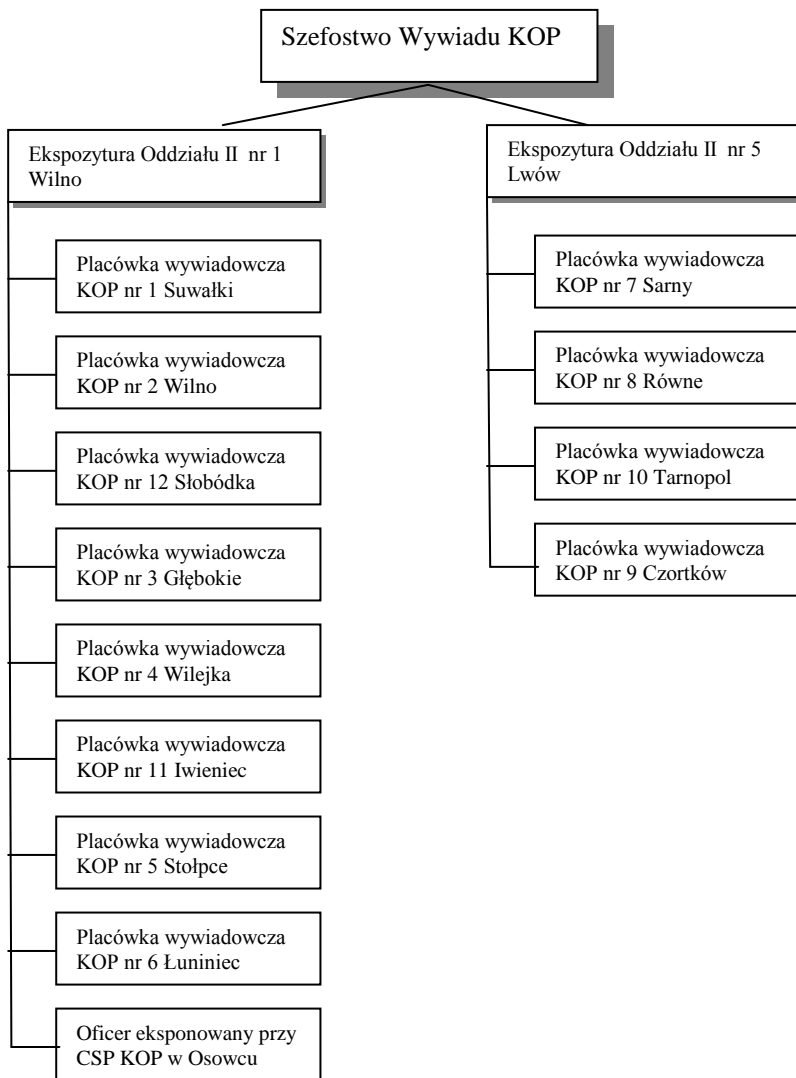 Szefostwo Wywiadu KOP
Ekspozytura Oddziału II nr 1
Wilno
Placówka wywiadowcza
KOP nr 1 Suwałki
Placówka wywiadowcza
KOP nr 2 Wilno
Placówka wywiadowcza
KOP nr 12 Słobódka
Placówka wywiadowcza
KOP nr 3 Głębokie
Placówka wywiadowcza
KOP nr 4 Wilejka
Placówka wywiadowcza
KOP nr 11 Iwieniec
Placówka wywiadowcza
KOP nr 5 Stołpce
Placówka wywiadowcza
KOP nr 6 Łuniniec
Oficer eksponowany przy
CSP KOP w Osowcu
Ekspozytura Oddziału II nr 5
Lwów
Placówka wywiadowcza
KOP nr 7 Sarny
Placówka wywiadowcza
KOP nr 8 Równe
Placówka wywiadowcza
KOP nr 10 Tarnopol
Placówka wywiadowcza
KOP nr 9 Czortków